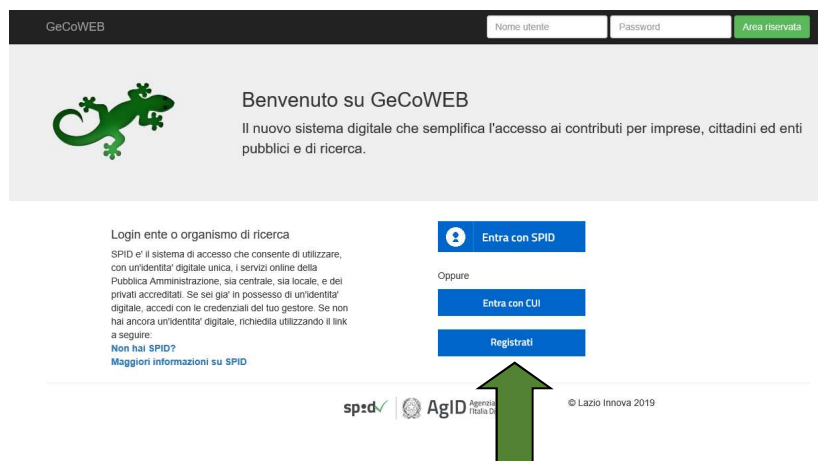 GeCoWEB
Nome utente
Password
Area riservata
Benvenuto su GeCoWEB
Il nuovo sistema digitale che semplifica l'accesso ai contributi per imprese, cittadini ed enti
pubblici e di ricerca.
Login ente o organismo di ricerca
SPID e' il sistema di accesso che consente di utilizzare,
con un'identita' digitale unica, i servizi online della
Pubblica Amministrazione, sia centrale, sia locale, e dei
privati accreditati. Se sei gia' in possesso di un'identita'
digitale, accedi con le credenziali del tuo gestore. Se non
hai ancora un'identita' digitale, richiedila utilizzando il link
a seguire:
Non hai SPID?
Maggiori informazioni su SPID
Entra con SPID
Oppure
Entra con CUI
Registrati
sp:d
AgID
Agenzia
l'Italia Di
© Lazio Innova 2019